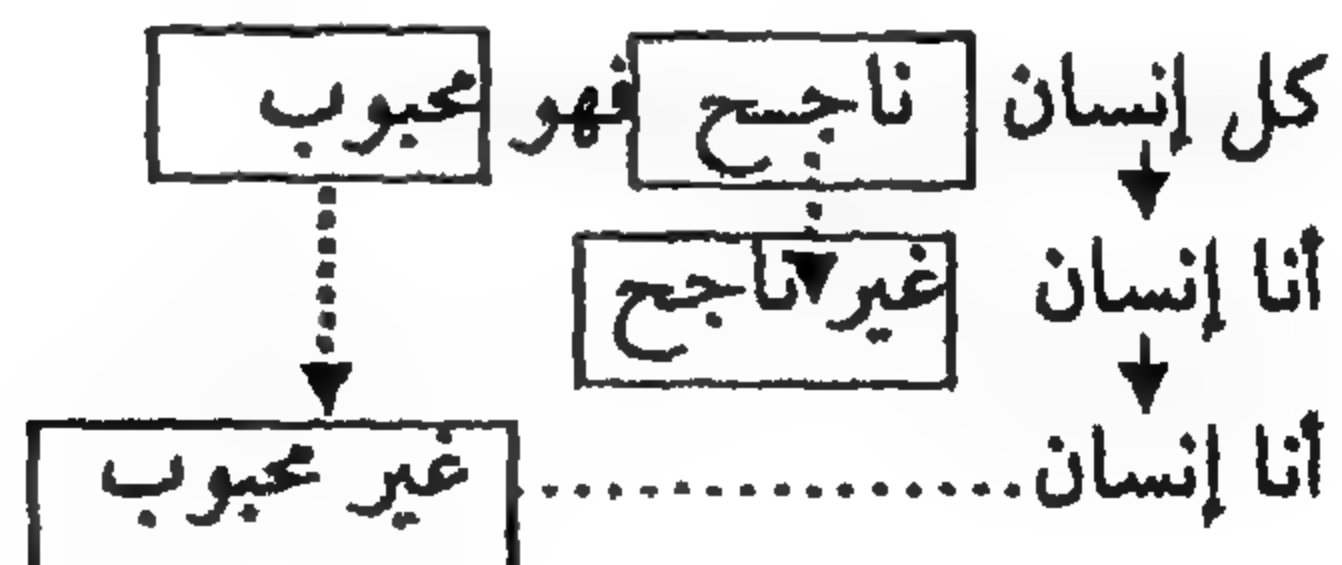 كل إنسان ناجح فهو محبوب
أنا إنسان غير ناجح
أنا إنسان غير محبوب